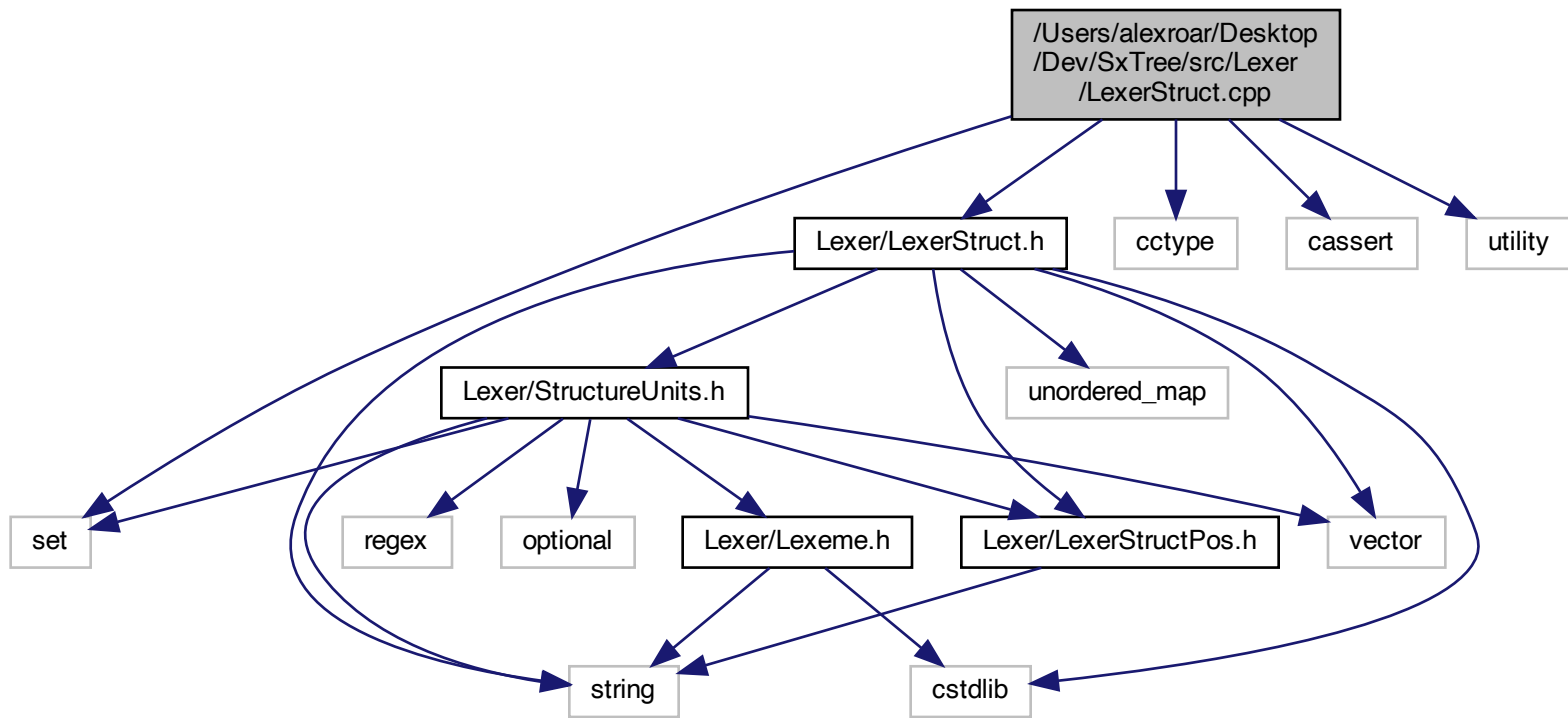 /Users/alexroar/Desktop
/Dev/SxTree/src/Lexer
/LexerStruct.cpp
Lexer/LexerStruct.h
cctype
cassert
utility
Lexer/StructureUnits.h
unordered_map
set
regex
optional
Lexer/Lexeme.h
Lexer/LexerStructPos.h
vector
string
cstdlib